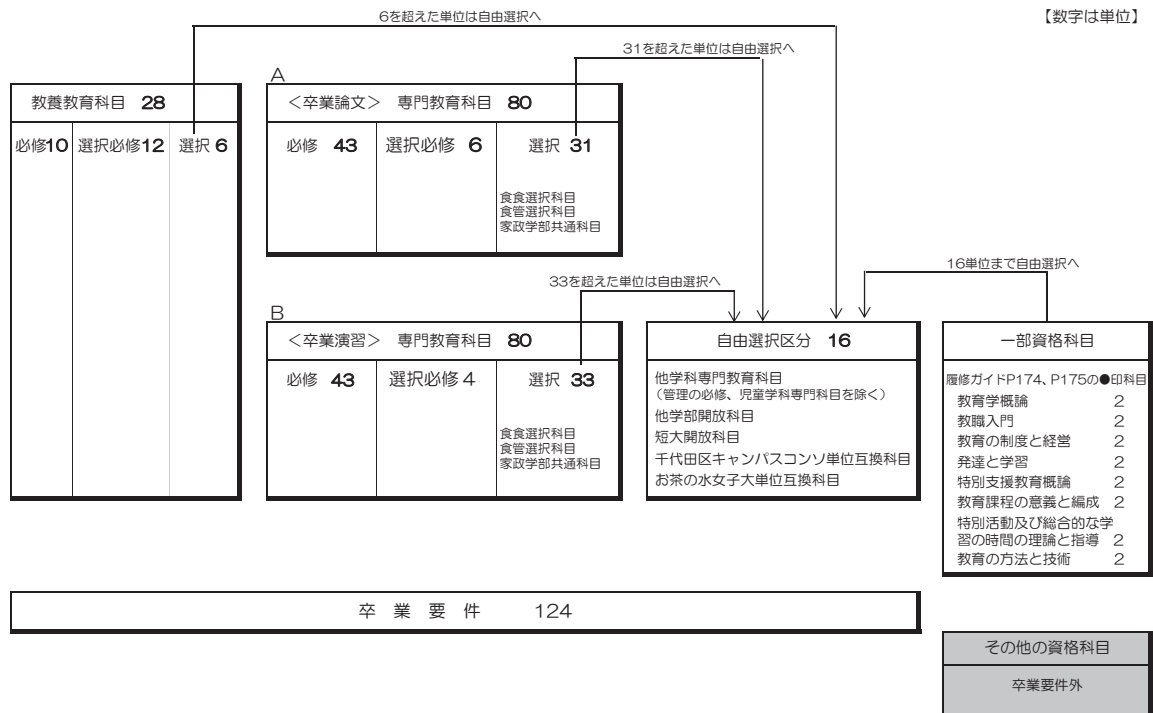 6を超えた単位は自由選択へ
【数字は単位】
31を超えた単位は自由選択へ
教養教育科目 28
必修10 選択必修12 選択 6
A
＜卒業論文＞ 専門教育科目 80
必修 43 選択必修 6 選択 31
食食選択科目
食管選択科目
家政学部共通科目
33を超えた単位は自由選択へ
16単位まで自由選択へ
B
＜卒業演習＞ 専門教育科目 80
必修 43 選択必修 4 選択 33
食食選択科目
食管選択科目
家政学部共通科目
自由選択区分 16
他学科専門教育科目
（管理の必修、児童学科専門科目を除く）
他学部開放科目
短大開放科目
千代田区キャンパスコンソ単位互換科目
お茶の水女子大単位互換科目
一部資格科目
履修ガイドP174、P175の●印科目
教育学概論 2
教職入門 2
教育の制度と経営 2
発達と学習 2
特別支援教育概論 2
教育課程の意義と編成 2
特別活動及び総合的な学
習の時間の理論と指導 2
教育の方法と技術 2
卒業要件 124
その他の資格科目
卒業要件外